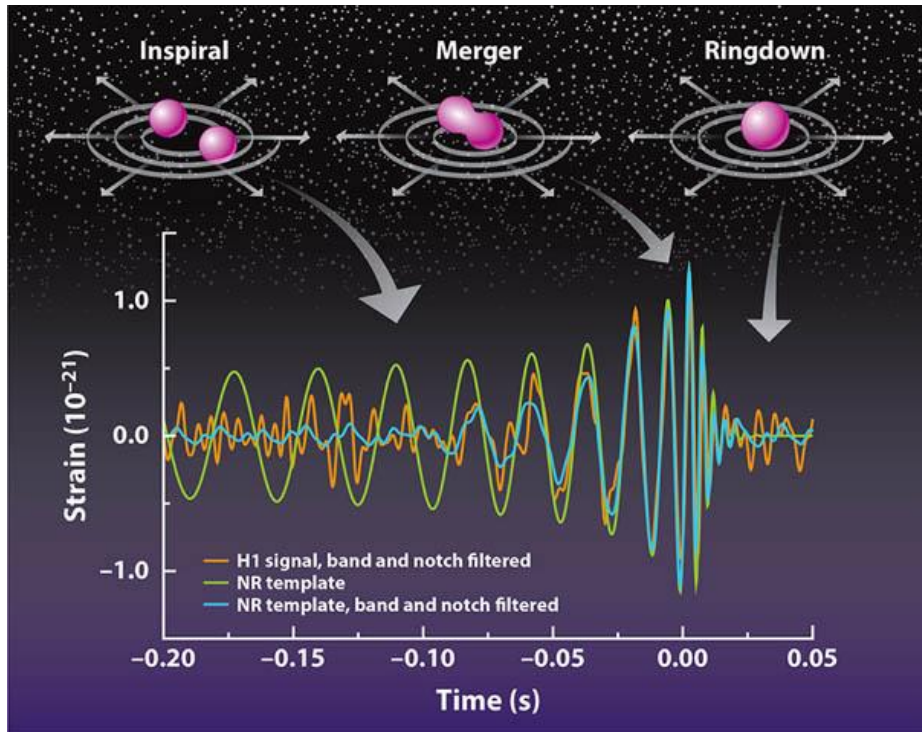 Inspiral
Merger
Ringdown
Strain (10⁻²¹)
1.0
0.0
–1.0
H1 signal, band and notch filtered
NR template
NR template, band and notch filtered
–0.20
–0.15
–0.10
–0.05
0.00
0.05
Time (s)